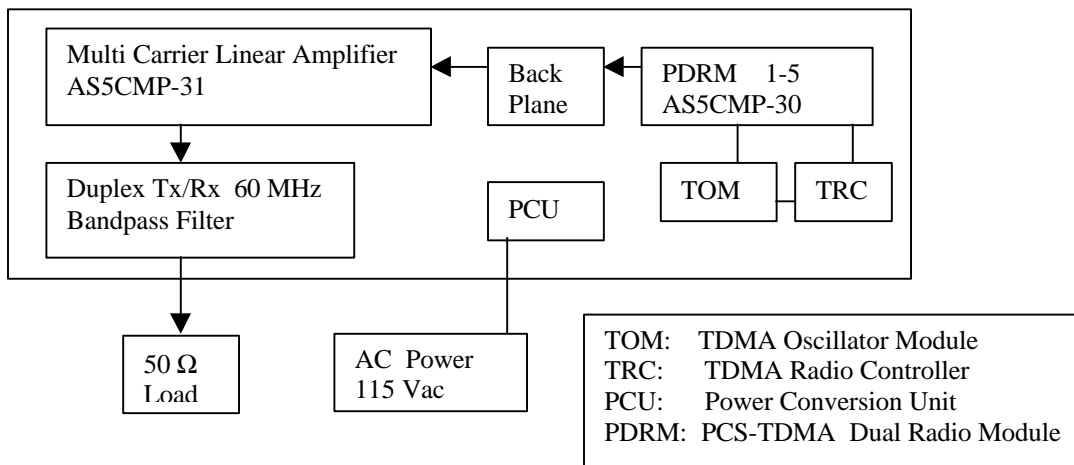 Multi Carrier Linear Amplifier
AS5CMP-31
Back
Plane
PDRM 1-5
AS5CMP-30
Duplex Tx/Rx 60 MHz
Bandpass Filter
PCU
TOM
TRC
50 Ω
Load
AC Power
115 Vac
TOM: TDMA Oscillator Module
TRC: TDMA Radio Controller
PCU: Power Conversion Unit
PDRM: PCS-TDMA Dual Radio Module